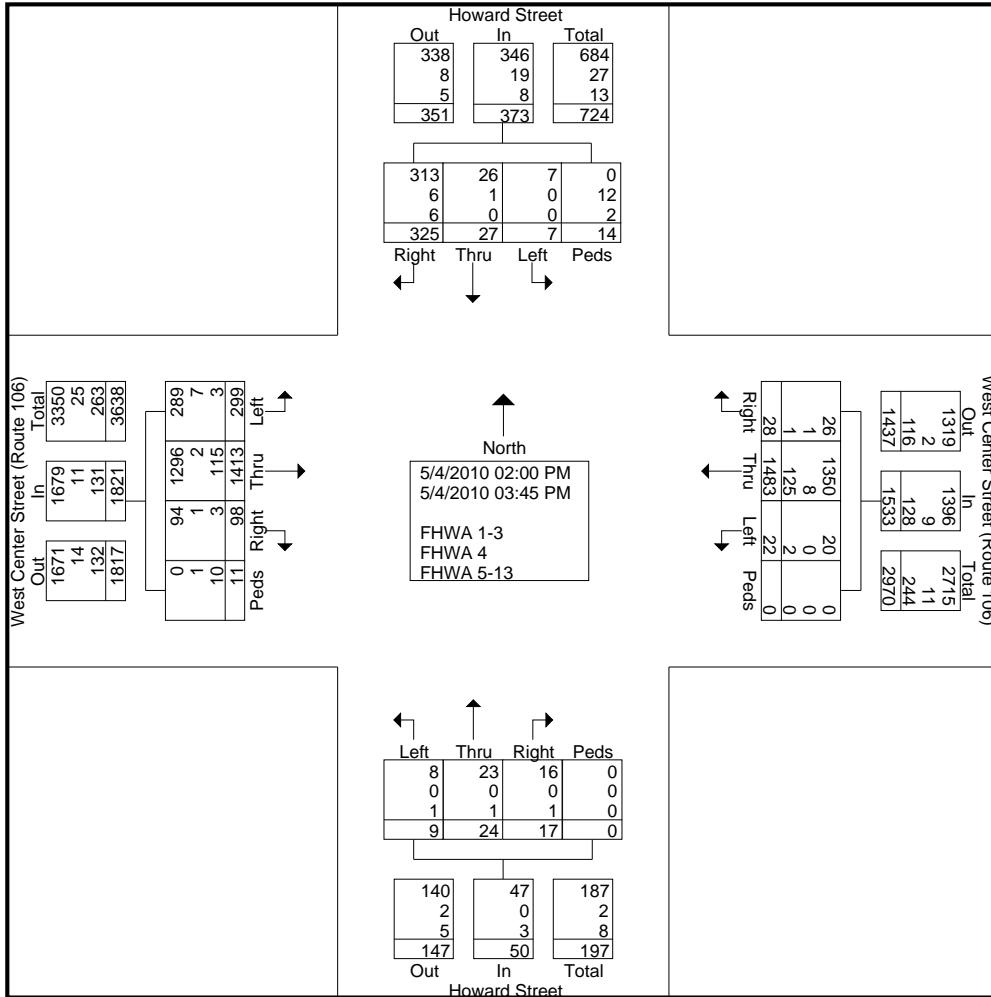 Howard Street
Out In Total
338 346 684
8 19 27
5 8 13
351 373 724
313 26 7 0
6 1 0 12
6 0 0 2
325 27 7 14
Right Thru Left Peds
West Center Street (Route 106)
Total
3350
25
263
3638
In
1679
11
131
1821
Out
1671
14
132
1817
289
7
3
299
Left
1296
2
115
1413
Thru
94
1
3
98
Right
0
1
10
11
Peds
North
5/4/2010 02:00 PM
5/4/2010 03:45 PM
FHWA 1-3
FHWA 4
FHWA 5-13
Right
28
1
1
26
Thru
1483
125
8
1350
Left
22
2
0
20
Peds
0
0
0
0
West Center Street (Route 106)
Out
1319
2
116
1437
In
1396
9
128
1533
Total
2715
11
244
2970
Left Thru Right Peds
8 23 16 0
0 0 0 0
1 1 1 0
9 24 17 0
140 47 187
2 0 2
5 3 8
147 50 197
Out In Total
Howard Street